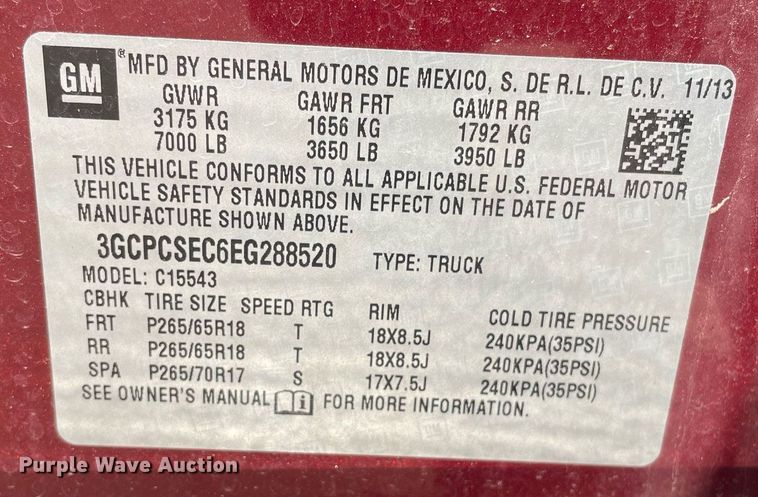 GM ® MFD BY GENERAL MOTORS DE MEXICO, S. DE R.L. DE C.V. 11/13
GVWR GAWR FRT GAWR RR
3175 KG 1656 KG 1792 KG
7000 LB 3650 LB 3950 LB
THIS VEHICLE CONFORMS TO ALL APPLICABLE U.S. FEDERAL MOTOR
VEHICLE SAFETY STANDARDS IN EFFECT ON THE DATE OF
MANUFACTURE SHOWN ABOVE.
3GCPCSEC6EG288520 TYPE: TRUCK
MODEL: C15543
CBHK TIRE SIZE SPEED RTG RIM COLD TIRE PRESSURE
FRT P265/65R18 T 18X8.5J 240KPA(35PSI)
RR P265/65R18 T 18X8.5J 240KPA(35PSI)
SPA P265/70R17 S 17X7.5J 240KPA(35PSI)
SEE OWNER'S MANUAL FOR MORE INFORMATION.
Purple Wave Auction